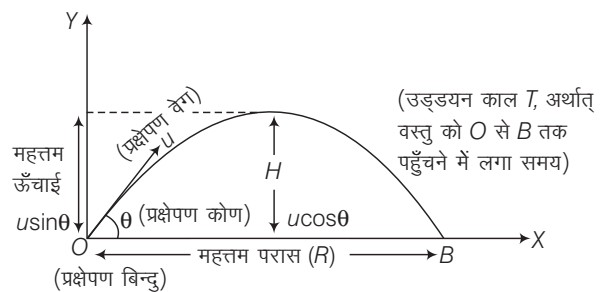 Y
(उड्डयन काल T, अर्थात्
वस्तु को O से B तक
पहुँचने में लगा समय)
(प्रक्षेपण वेग)
u
महत्तम
ऊँचाई
H
usinθ
θ (प्रक्षेपण कोण)
ucosθ
O
महत्तम परास (R)
B
X
(प्रक्षेपण बिन्दु)